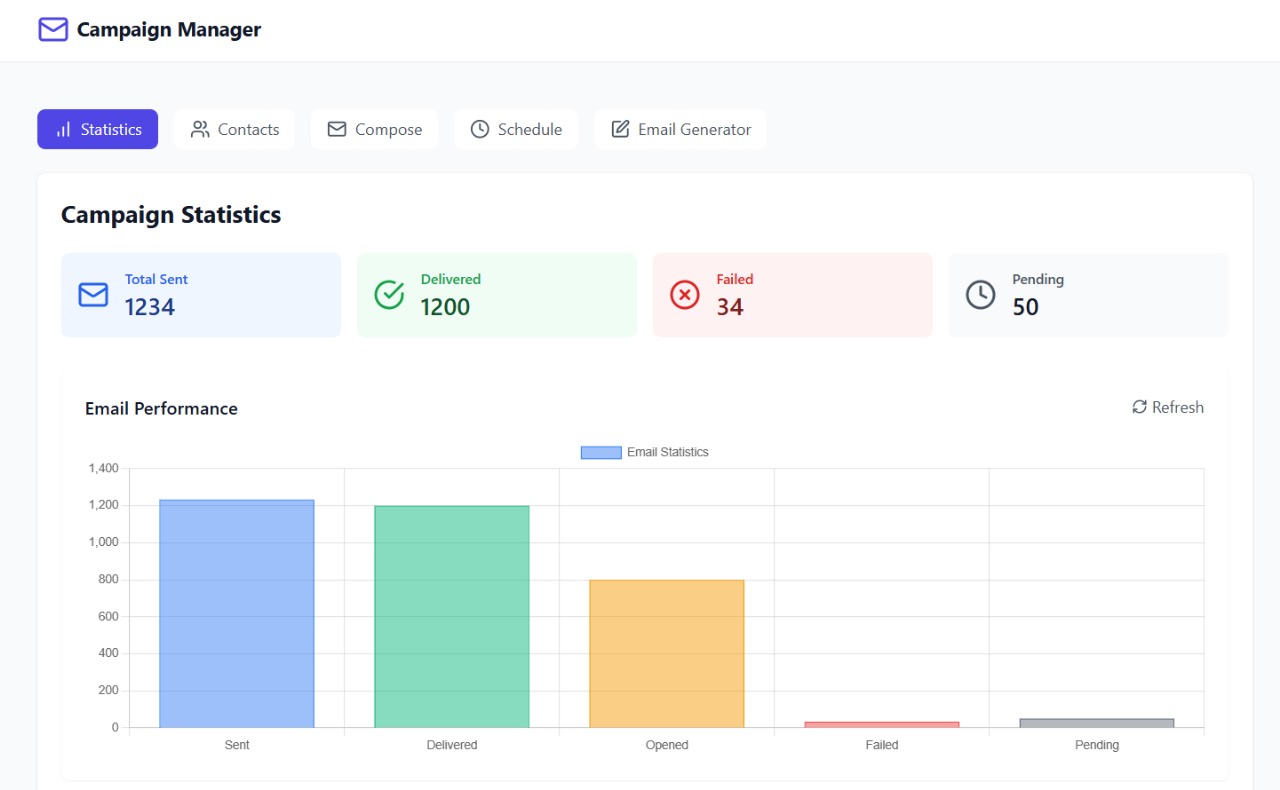 Campaign Manager
Statistics
Contacts
Compose
Schedule
Email Generator
Campaign Statistics
Total Sent
1234
Delivered
1200
Failed
34
Pending
50
Email Performance
Refresh
Email Statistics
1,400
1,200
1,000
800
600
400
200
0
Sent
Delivered
Opened
Failed
Pending